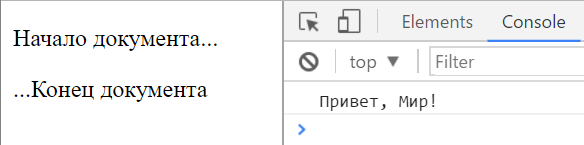 Начало документа...
...Конец документа
Elements Console
top ▼ Filter
Привет, Мир!